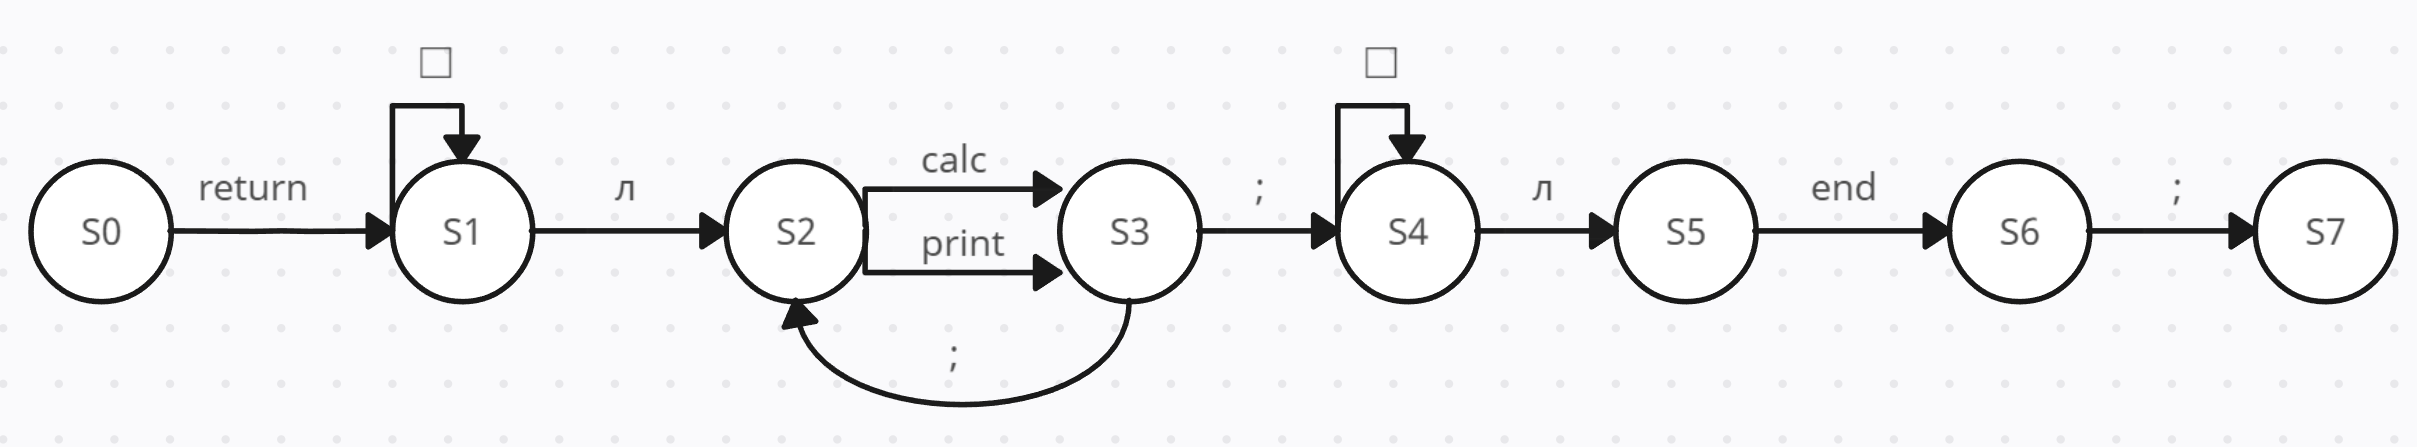 □
□
return
л
calc
;
л
end
;
S0
S1
S2
print
S3
S4
S5
S6
S7
;